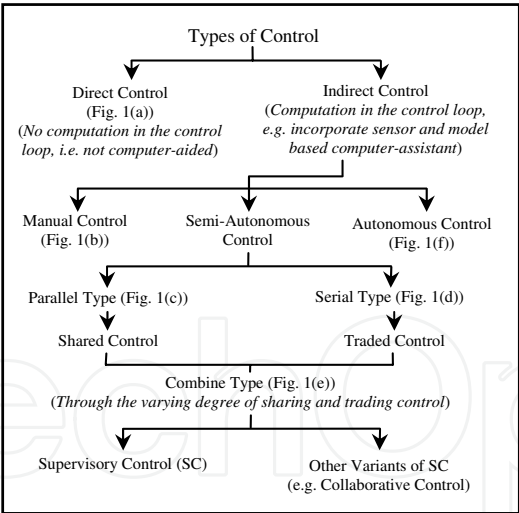 Types of Control
Direct Control
(Fig. 1(a))
(No computation in the control
loop, i.e. not computer-aided)
Indirect Control
(Computation in the control loop,
e.g. incorporate sensor and model
based computer-assistant)
Manual Control
(Fig. 1(b))
Semi-Autonomous
Control
Autonomous Control
(Fig. 1(f))
Parallel Type (Fig. 1(c))
Serial Type (Fig. 1(d))
Shared Control
Traded Control
Combine Type (Fig. 1(e))
(Through the varying degree of sharing and trading control)
Supervisory Control (SC)
Other Variants of SC
(e.g. Collaborative Control)